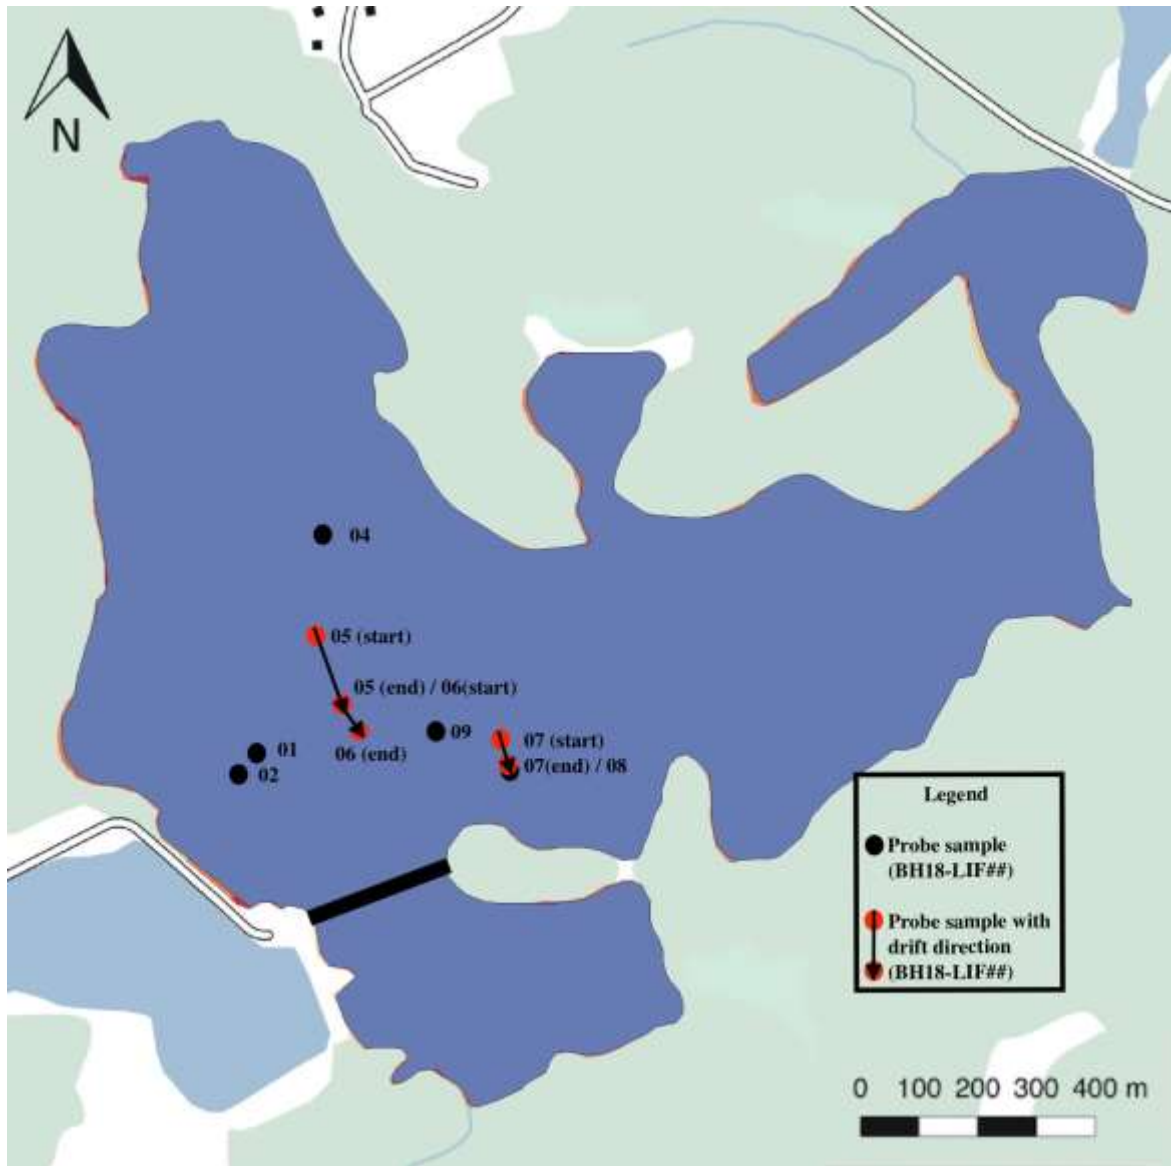 N
04
05 (start)
05 (end) / 06(start)
09
06 (end)
07 (start)
01
07(end) / 08
02
Legend
Probe sample
(BH18-LIF##)
Probe sample with
drift direction
(BH18-LIF##)
0 100 200 300 400 m